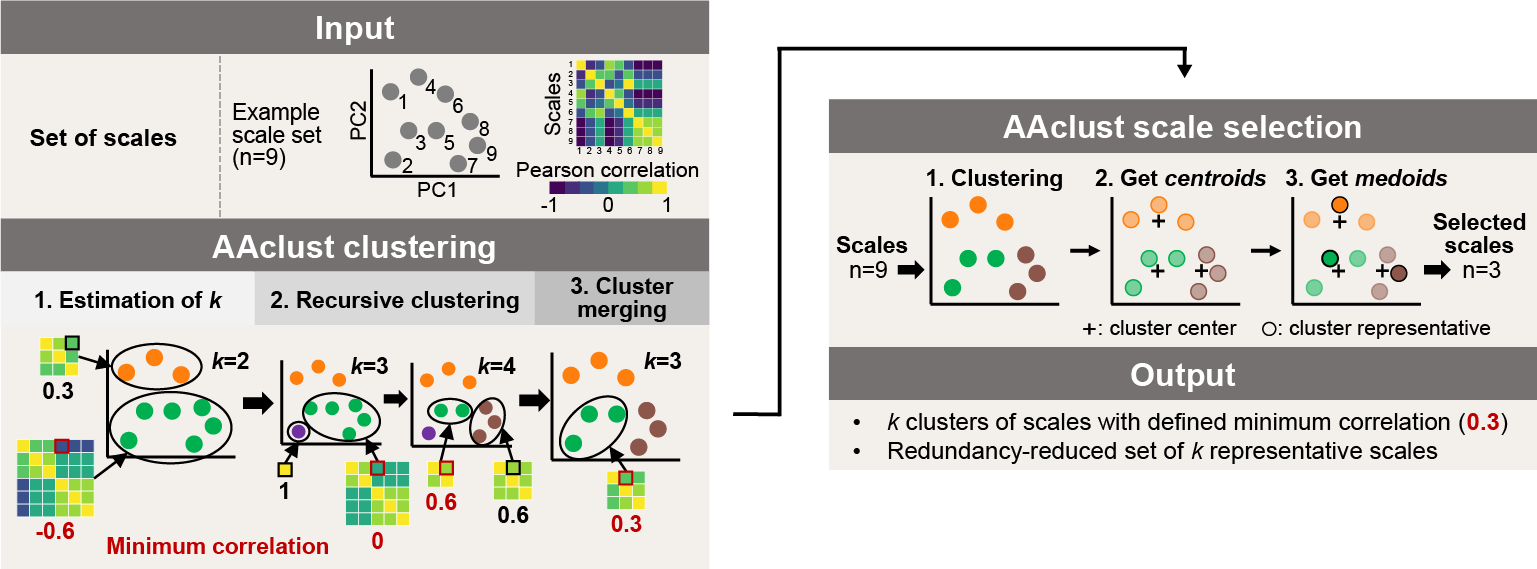 Input
Set of scales
Example
scale set
(n=9)
PC2
1
4
6
3
5
8
9
2
7
PC1
Scales
1
2
3
4
5
6
7
8
9
1 2 3 4 5 6 7 8 9
Pearson correlation
-1 0 1
AAclust clustering
1. Estimation of k
2. Recursive clustering
3. Cluster
merging
0.3
k=2
-0.6
k=3
1
0
k=4
0.6
0.6
k=3
0.3
Minimum correlation
AAclust scale selection
1. Clustering
2. Get centroids
3. Get medoids
Scales
n=9
+
+
+
+
+
+
Selected
scales
n=3
+: cluster center
O: cluster representative
Output
• k clusters of scales with defined minimum correlation (0.3)
• Redundancy-reduced set of k representative scales